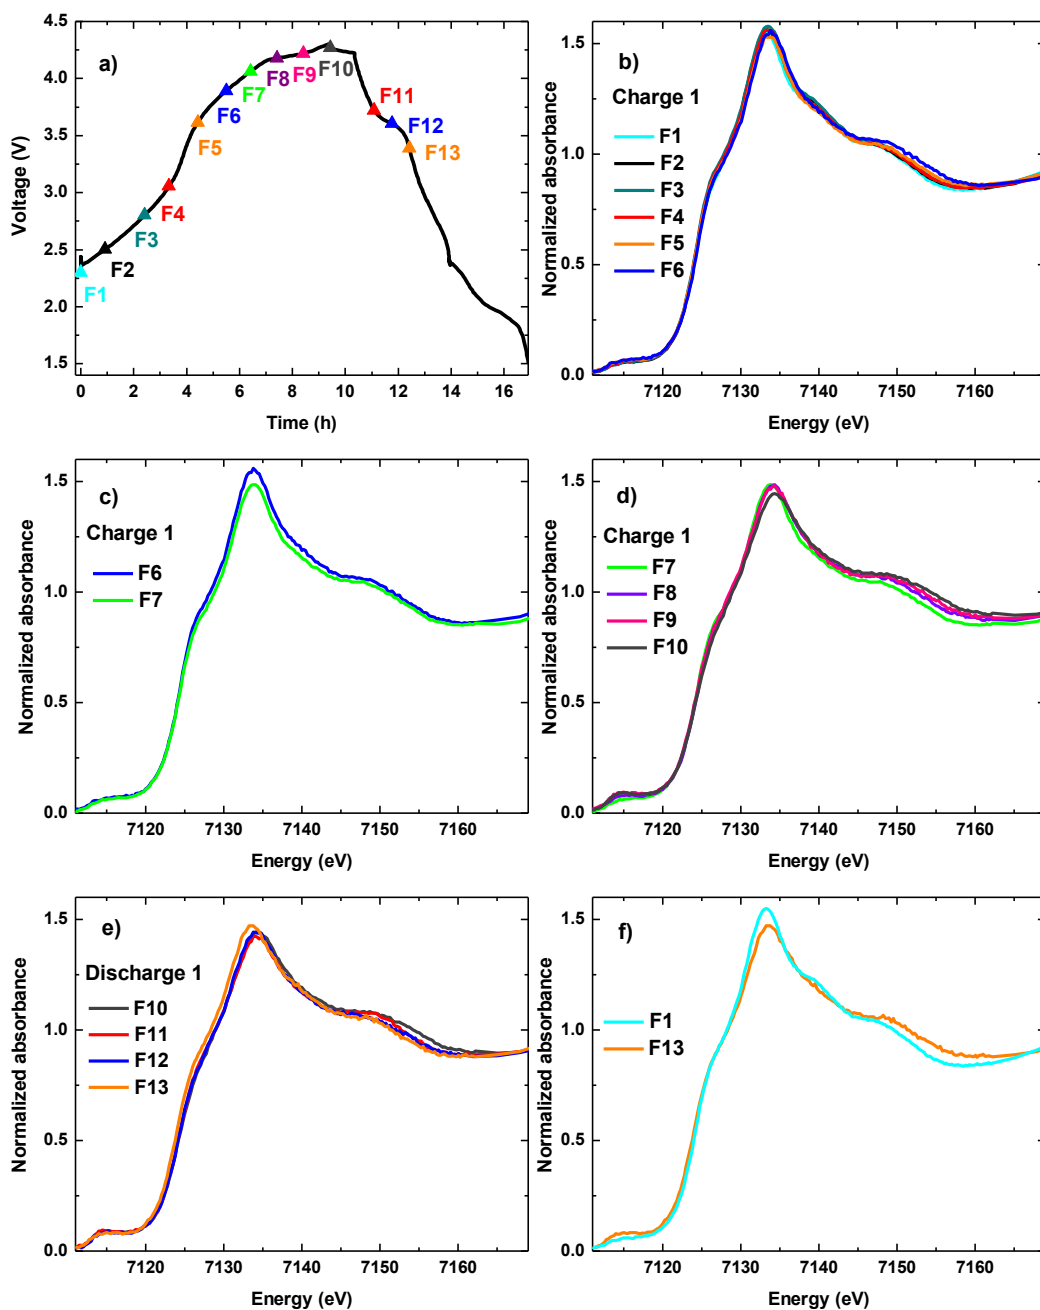 a)
Voltage (V)
4.5
4.0
3.5
3.0
2.5
2.0
1.5
F1
F2
F3
F4
F5
F6
F7
F8
F9
F10
F11
F12
F13
0 2 4 6 8 10 12 14 16
Time (h)
b)
Charge 1
Normalized absorbance
1.5
1.0
0.5
0.0
F1
F2
F3
F4
F5
F6
7120 7130 7140 7150 7160
Energy (eV)
c)
Charge 1
Normalized absorbance
1.5
1.0
0.5
0.0
F6
F7
7120 7130 7140 7150 7160
Energy (eV)
d)
Charge 1
Normalized absorbance
1.5
1.0
0.5
0.0
F7
F8
F9
F10
7120 7130 7140 7150 7160
Energy (eV)
e)
Discharge 1
Normalized absorbance
1.5
1.0
0.5
0.0
F10
F11
F12
F13
7120 7130 7140 7150 7160
Energy (eV)
f)
Normalized absorbance
1.5
1.0
0.5
0.0
F1
F13
7120 7130 7140 7150 7160
Energy (eV)